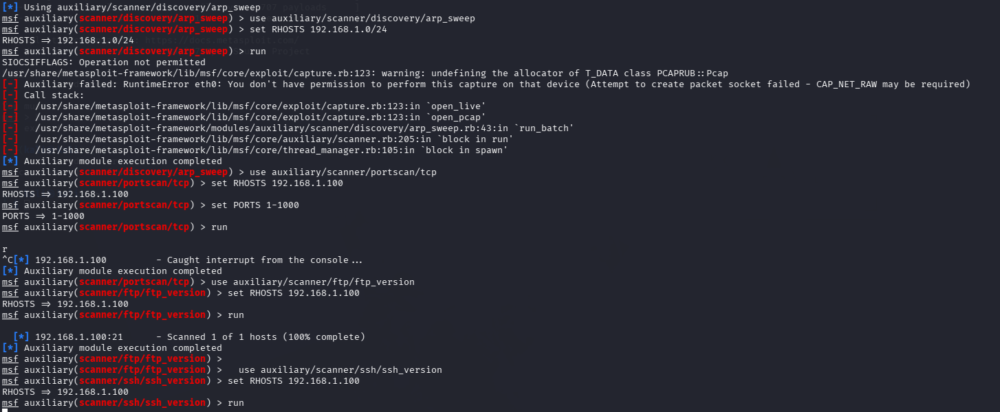 [*] Using auxiliary/scanner/discovery/arp_sweep
msf auxiliary(scanner/discovery/arp_sweep) > use auxiliary/scanner/discovery/arp_sweep
msf auxiliary(scanner/discovery/arp_sweep) > set RHOSTS 192.168.1.0/24
RHOSTS => 192.168.1.0/24
msf auxiliary(scanner/discovery/arp_sweep) > run
SIOCSIFFLAGS: Operation not permitted
/usr/share/metasploit-framework/lib/msf/core/exploit/capture.rb:123: warning: undefining the allocator of T_DATA class PCAPRUB::Pcap
[-] Auxiliary failed: RuntimeError eth0: You don't have permission to perform this capture on that device (Attempt to create packet socket failed - CAP_NET_RAW may be required)
[-] Call stack:
[-]   /usr/share/metasploit-framework/lib/msf/core/exploit/capture.rb:123:in `open_live'
[-]   /usr/share/metasploit-framework/lib/msf/core/exploit/capture.rb:123:in `open_pcap'
[-]   /usr/share/metasploit-framework/modules/auxiliary/scanner/discovery/arp_sweep.rb:43:in `run_batch'
[-]   /usr/share/metasploit-framework/lib/msf/core/auxiliary/scanner.rb:205:in `block in run'
[-]   /usr/share/metasploit-framework/lib/msf/core/thread_manager.rb:105:in `block in spawn'
[*] Auxiliary module execution completed
msf auxiliary(scanner/discovery/arp_sweep) > use auxiliary/scanner/portscan/tcp
msf auxiliary(scanner/portscan/tcp) > set RHOSTS 192.168.1.100
RHOSTS => 192.168.1.100
msf auxiliary(scanner/portscan/tcp) > set PORTS 1-1000
PORTS => 1-1000
msf auxiliary(scanner/portscan/tcp) > run
r
^C[*] 192.168.1.100         - Caught interrupt from the console...
[*] Auxiliary module execution completed
msf auxiliary(scanner/portscan/tcp) > use auxiliary/scanner/ftp/ftp_version
msf auxiliary(scanner/ftp/ftp_version) > set RHOSTS 192.168.1.100
RHOSTS => 192.168.1.100
msf auxiliary(scanner/ftp/ftp_version) > run
[*] 192.168.1.100:21      - Scanned 1 of 1 hosts (100% complete)
[*] Auxiliary module execution completed
msf auxiliary(scanner/ftp/ftp_version) >
msf auxiliary(scanner/ftp/ftp_version) >   use auxiliary/scanner/ssh/ssh_version
msf auxiliary(scanner/ssh/ssh_version) > set RHOSTS 192.168.1.100
RHOSTS => 192.168.1.100
msf auxiliary(scanner/ssh/ssh_version) > run